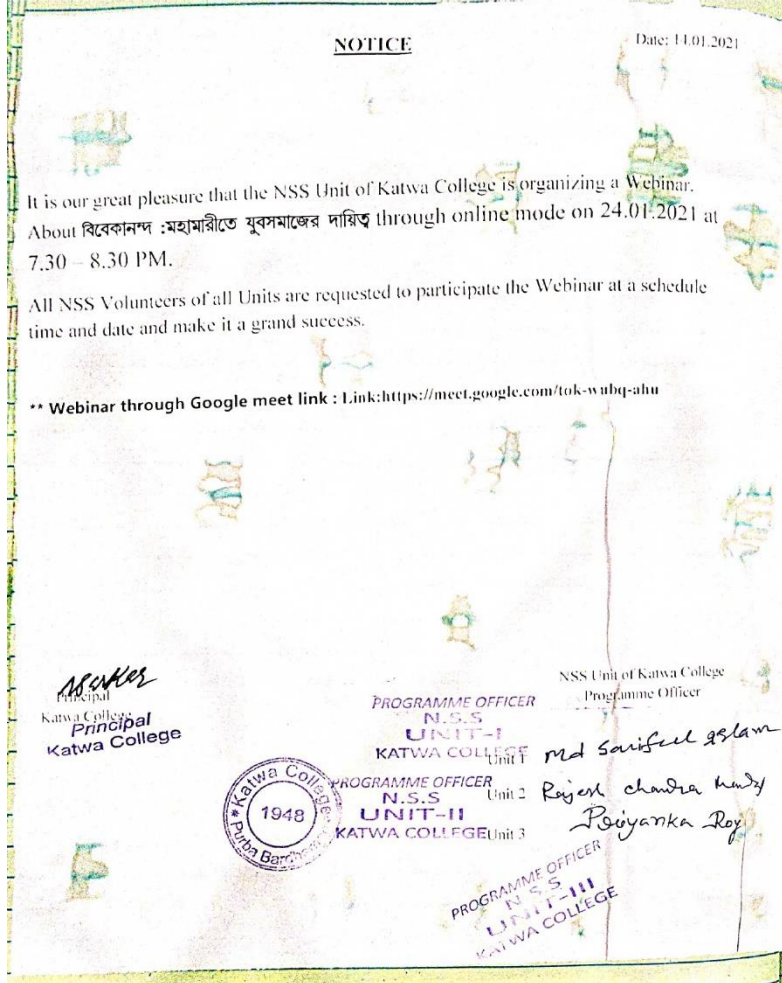 NOTICE
Date: 14.01.2021
It is our great pleasure that the NSS Unit of Katwa College is organizing a Webinar.
About বিবেকানন্দ :মহামারীতে যুবসমাজের দায়িত্ব through online mode on 24.01.2021 at
7.30 – 8.30 PM.
All NSS Volunteers of all Units are requested to participate the Webinar at a schedule
time and date and make it a grand success.
** Webinar through Google meet link : Link:https://meet.google.com/tok-wubq-ahu
Principal
Katwa College
Principal
Katwa College
NSS Unit of Katwa College
Programme Officer
PROGRAMME OFFICER
N.S.S
UNIT-I
KATWA COLLEGE
Unit 1 Md Sariful Islam
PROGRAMME OFFICER
N.S.S
UNIT-II
KATWA COLLEGE
Unit 2 Rajesh Chandra
Unit 3 Priyanka Roy
Katwa College
1948
Purba Bardhaman
PROGRAMME OFFICER
N.S.S
UNIT-III
KATWA COLLEGE